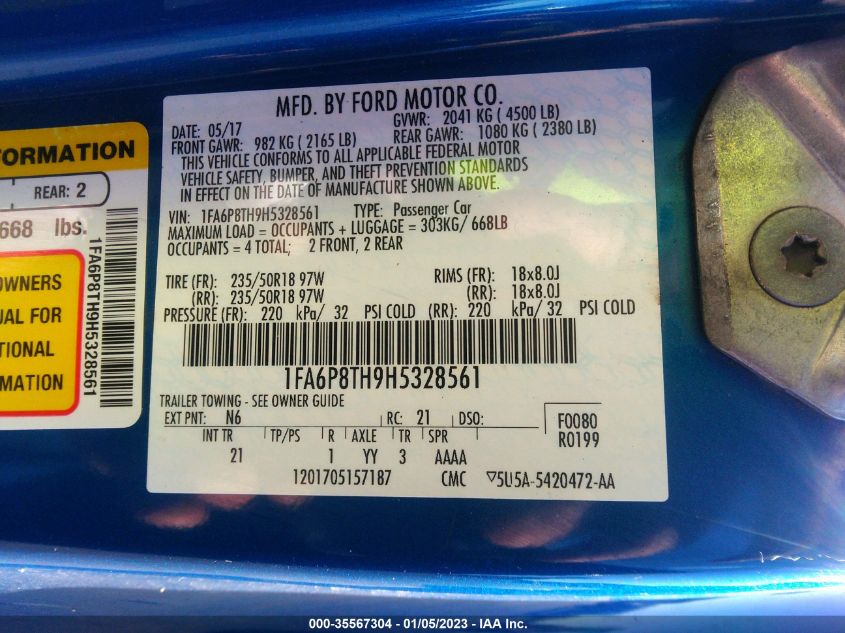 MFD. BY FORD MOTOR CO.
DATE: 05/17 GVWR: 2041 KG ( 4500 LB)
FRONT GAWR: 982 KG ( 2165 LB) REAR GAWR: 1080 KG ( 2380 LB)
THIS VEHICLE CONFORMS TO ALL APPLICABLE FEDERAL MOTOR
VEHICLE SAFETY, BUMPER, AND THEFT PREVENTION STANDARDS
IN EFFECT ON THE DATE OF MANUFACTURE SHOWN ABOVE.
VIN: 1FA6P8TH9H5328561 TYPE: Passenger Car
MAXIMUM LOAD = OCCUPANTS + LUGGAGE = 303KG/ 668LB
OCCUPANTS = 4 TOTAL; 2 FRONT, 2 REAR
TIRE (FR): 235/50R18 97W RIMS (FR): 18x8.0J
(RR): 235/50R18 97W (RR): 18x8.0J
PRESSURE (FR): 220 kPa/ 32 PSI COLD (RR): 220 kPa/ 32 PSI COLD
1FA6P8TH9H5328561
TRAILER TOWING - SEE OWNER GUIDE
EXT PNT: N6 RC: 21 DSO:
F0080
R0199
INT TR TP/PS R AXLE TR SPR
21 1 YY 3 AAAA
1201705157187 CMC ▽5U5A-5420472-AA
FORMATION
REAR: 2
668 lbs.
OWNERS
UAL FOR
TIONAL
RMATION
1FA6P8TH9H5328561
000-35567304 - 01/05/2023 - IAA Inc.